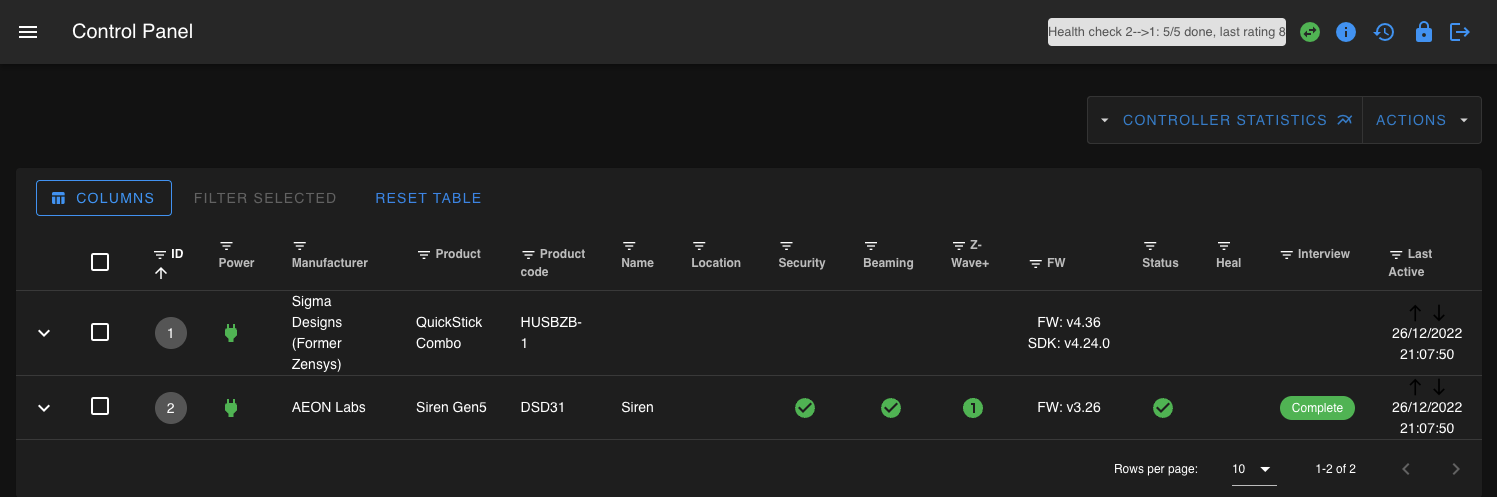 Control Panel
Health check 2-->1: 5/5 done, last rating 8
CONTROLLER STATISTICS
ACTIONS
COLUMNS
FILTER SELECTED
RESET TABLE
ID
Power
Manufacturer
Product
Product
code
Name
Location
Security
Beaming
Z-
Wave+
FW
Status
Heal
Interview
Last
Active
1
Sigma
Designs
(Former
Zensys)
QuickStick
Combo
HUSBZB-
1
FW: v4.36
SDK: v4.24.0
26/12/2022
21:07:50
2
AEON Labs
Siren Gen5
DSD31
Siren
1
FW: v3.26
Complete
26/12/2022
21:07:50
Rows per page:
10
1-2 of 2